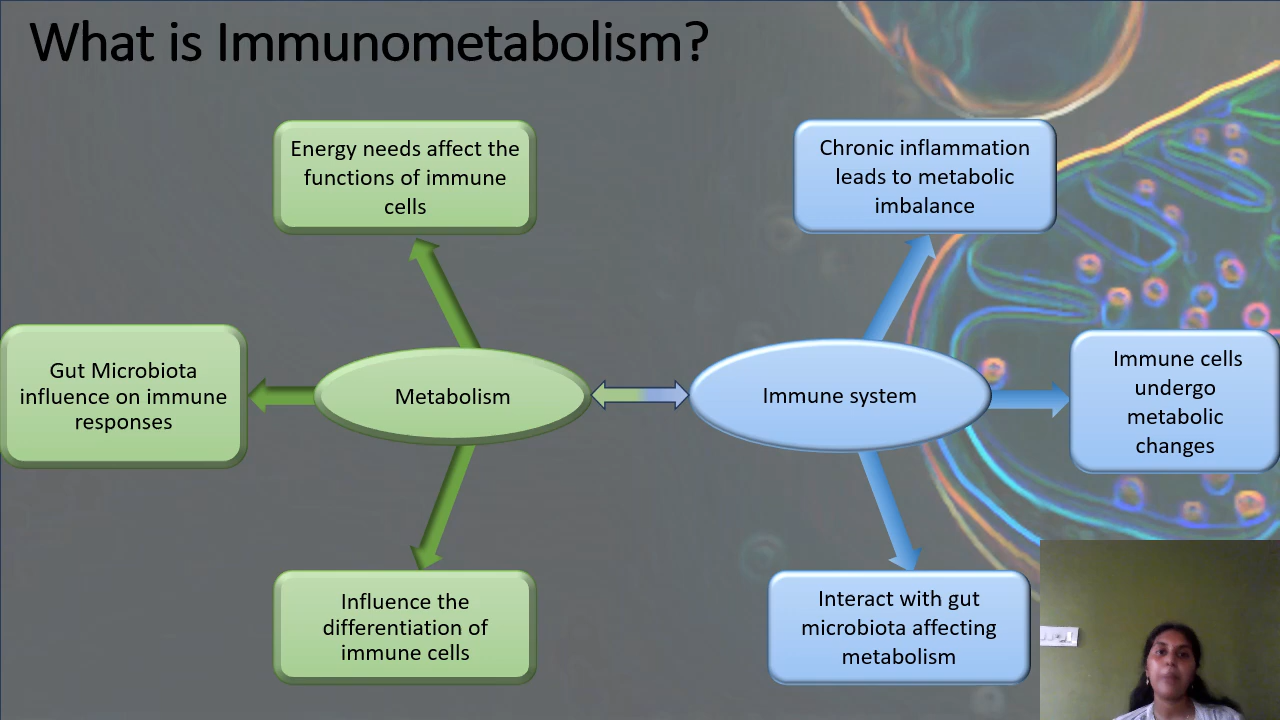 What is Immunometabolism?
Energy needs affect the
functions of immune
cells
Chronic inflammation
leads to metabolic
imbalance
Gut Microbiota
influence on immune
responses
Metabolism
Immune system
Immune cells
undergo
metabolic
changes
Influence the
differentiation of
immune cells
Interact with gut
microbiota affecting
metabolism